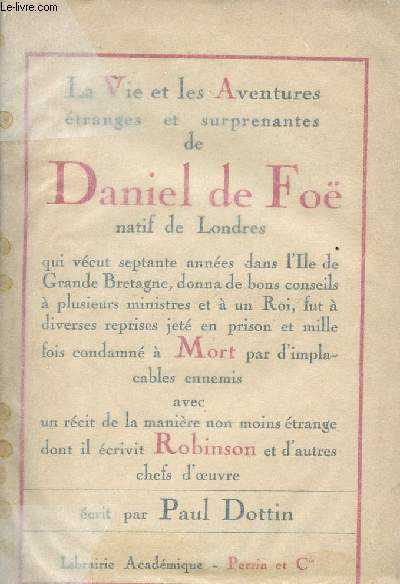 Le-livre.com
La Vie et les Aventures
étranges et surprenantes
de
Daniel de Foë
natif de Londres
qui vécut septante années dans l'Ile de
Grande Bretagne, donna de bons conseils
à plusieurs ministres et à un Roi, fut à
diverses reprises jeté en prison et mille
fois condamné à Mort par d'impla-
cables ennemis
avec
un récit de la manière non moins étrange
dont il écrivit Robinson et d'autres
chefs d'œuvre
écrit par Paul Dottin
Librairie Académique - Perrin et Cie